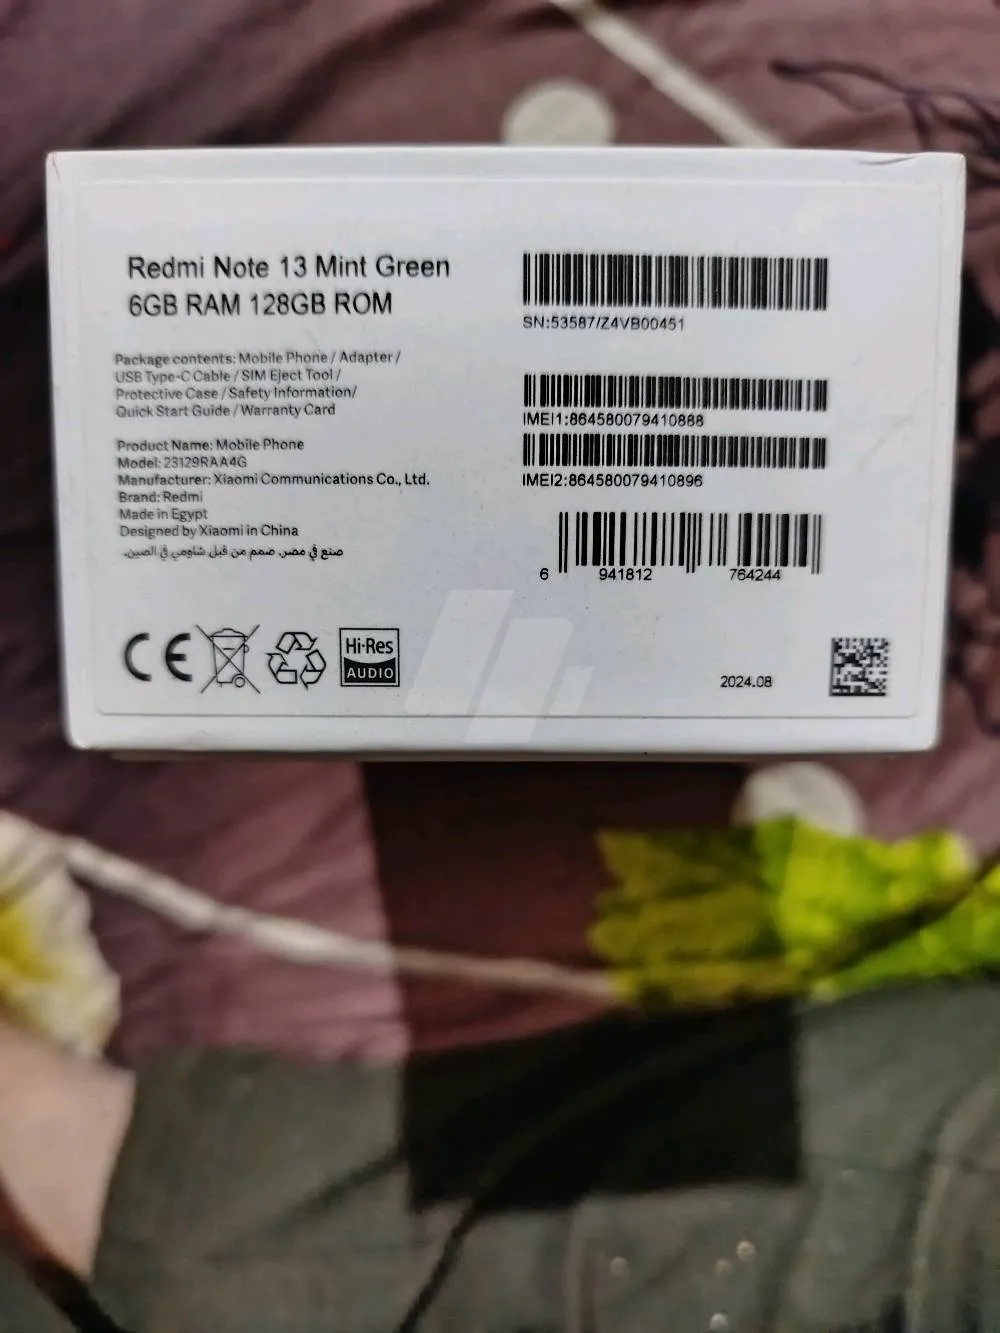 Redmi Note 13 Mint Green
6GB RAM 128GB ROM
Package contents: Mobile Phone / Adapter /
USB Type-C Cable / SIM Eject Tool /
Protective Case / Safety Information/
Quick Start Guide / Warranty Card
Product Name: Mobile Phone
Model: 23129RAA4G
Manufacturer: Xiaomi Communications Co., Ltd.
Brand: Redmi
Made in Egypt
Designed by Xiaomi in China
صنع في مصر. صمم من قبل شاومي في الصين.
CE
Hi-Res
AUDIO
SN:53587/Z4VB00451
IMEI1:864580079410888
IMEI2:864580079410896
6 941812 764244
2024.08